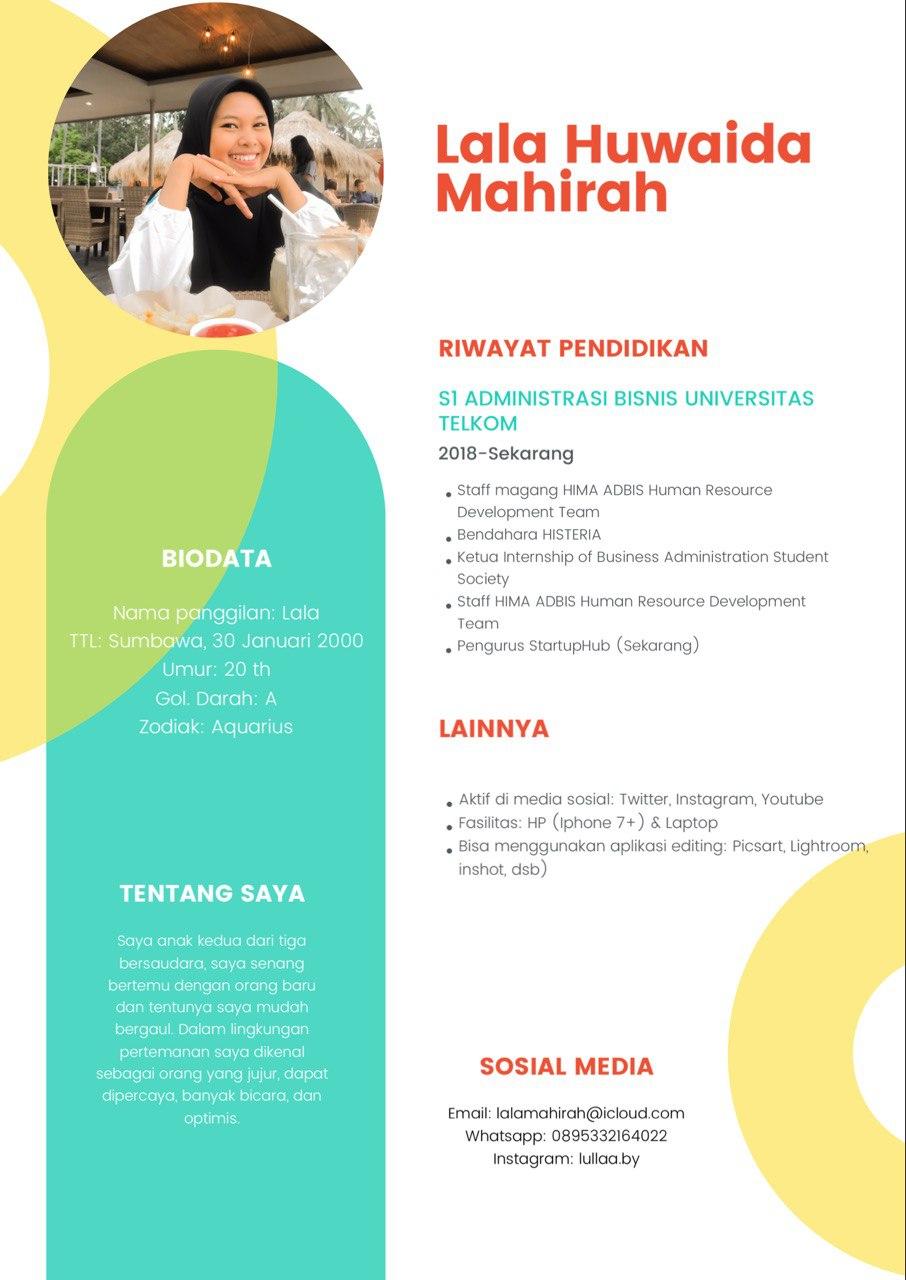 Lala Huwaida
Mahirah
BIODATA
Nama panggilan: Lala
TTL: Sumbawa, 30 Januari 2000
Umur: 20 th
Gol. Darah: A
Zodiak: Aquarius
TENTANG SAYA
Saya anak kedua dari tiga
bersaudara, saya senang
bertemu dengan orang baru
dan tentunya saya mudah
bergaul. Dalam lingkungan
pertemanan saya dikenal
sebagai orang yang jujur, dapat
dipercaya, banyak bicara, dan
optimis.
RIWAYAT PENDIDIKAN
S1 ADMINISTRASI BISNIS UNIVERSITAS
TELKOM
2018-Sekarang
• Staff magang HIMA ADBIS Human Resource
Development Team
• Bendahara HISTERIA
• Ketua Internship of Business Administration Student
Society
• Staff HIMA ADBIS Human Resource Development
Team
• Pengurus StartupHub (Sekarang)
LAINNYA
• Aktif di media sosial: Twitter, Instagram, Youtube
• Fasilitas: HP (Iphone 7+) & Laptop
• Bisa menggunakan aplikasi editing: Picsart, Lightroom,
inshot, dsb)
SOSIAL MEDIA
Email: lalamahirah@icloud.com
Whatsapp: 0895332164022
Instagram: lullaa.by